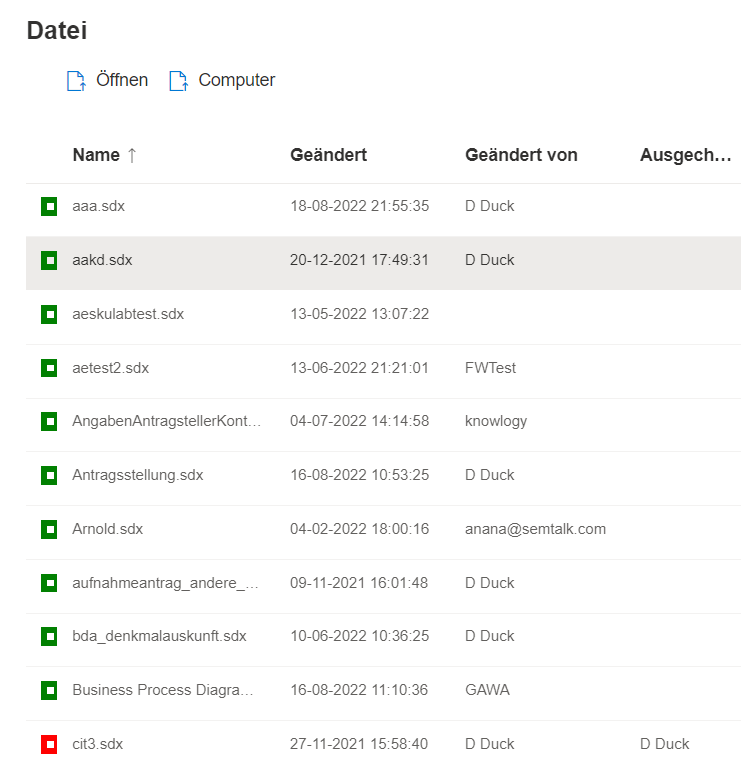 Datei
Öffnen Computer
Name ↑ Geändert Geändert von Ausgech...
aaa.sdx 18-08-2022 21:55:35 D Duck
aakd.sdx 20-12-2021 17:49:31 D Duck
aeskulabtest.sdx 13-05-2022 13:07:22
aetest2.sdx 13-06-2022 21:21:01 FWTest
AngabenAntragstellerKont... 04-07-2022 14:14:58 knowlogy
Antragsstellung.sdx 16-08-2022 10:53:25 D Duck
Arnold.sdx 04-02-2022 18:00:16 anana@semtalk.com
aufnahmeantrag_andere_... 09-11-2021 16:01:48 D Duck
bda_denkmalauskunft.sdx 10-06-2022 10:36:25 D Duck
Business Process Diagra... 16-08-2022 11:10:36 GAWA
cit3.sdx 27-11-2021 15:58:40 D Duck D Duck